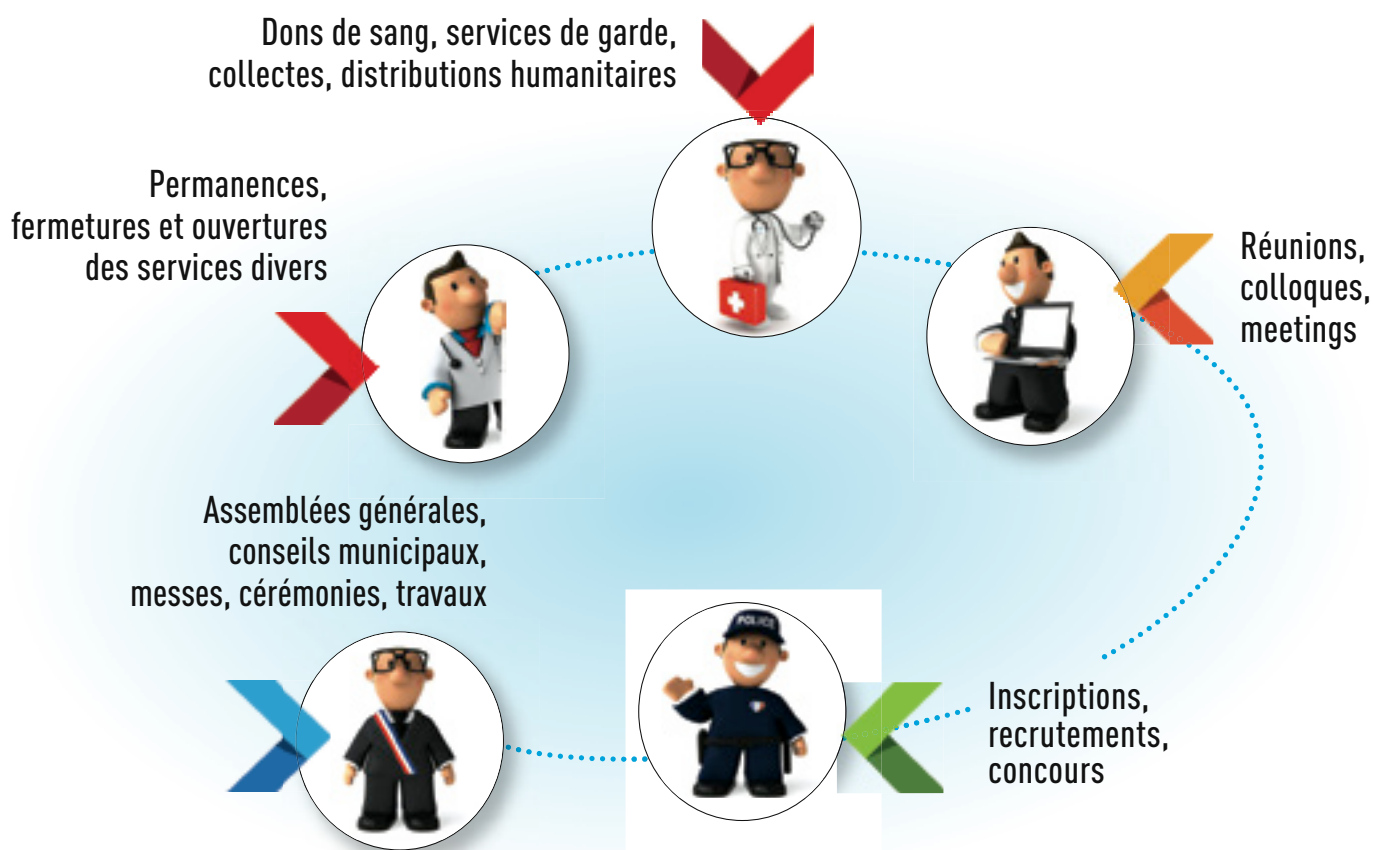 Dons de sang, services de garde,
collectes, distributions humanitaires
Permanences,
fermetures et ouvertures
des services divers
Réunions,
colloques,
meetings
Assemblées générales,
conseils municipaux,
messes, cérémonies, travaux
POLICE
Inscriptions,
recrutements,
concours